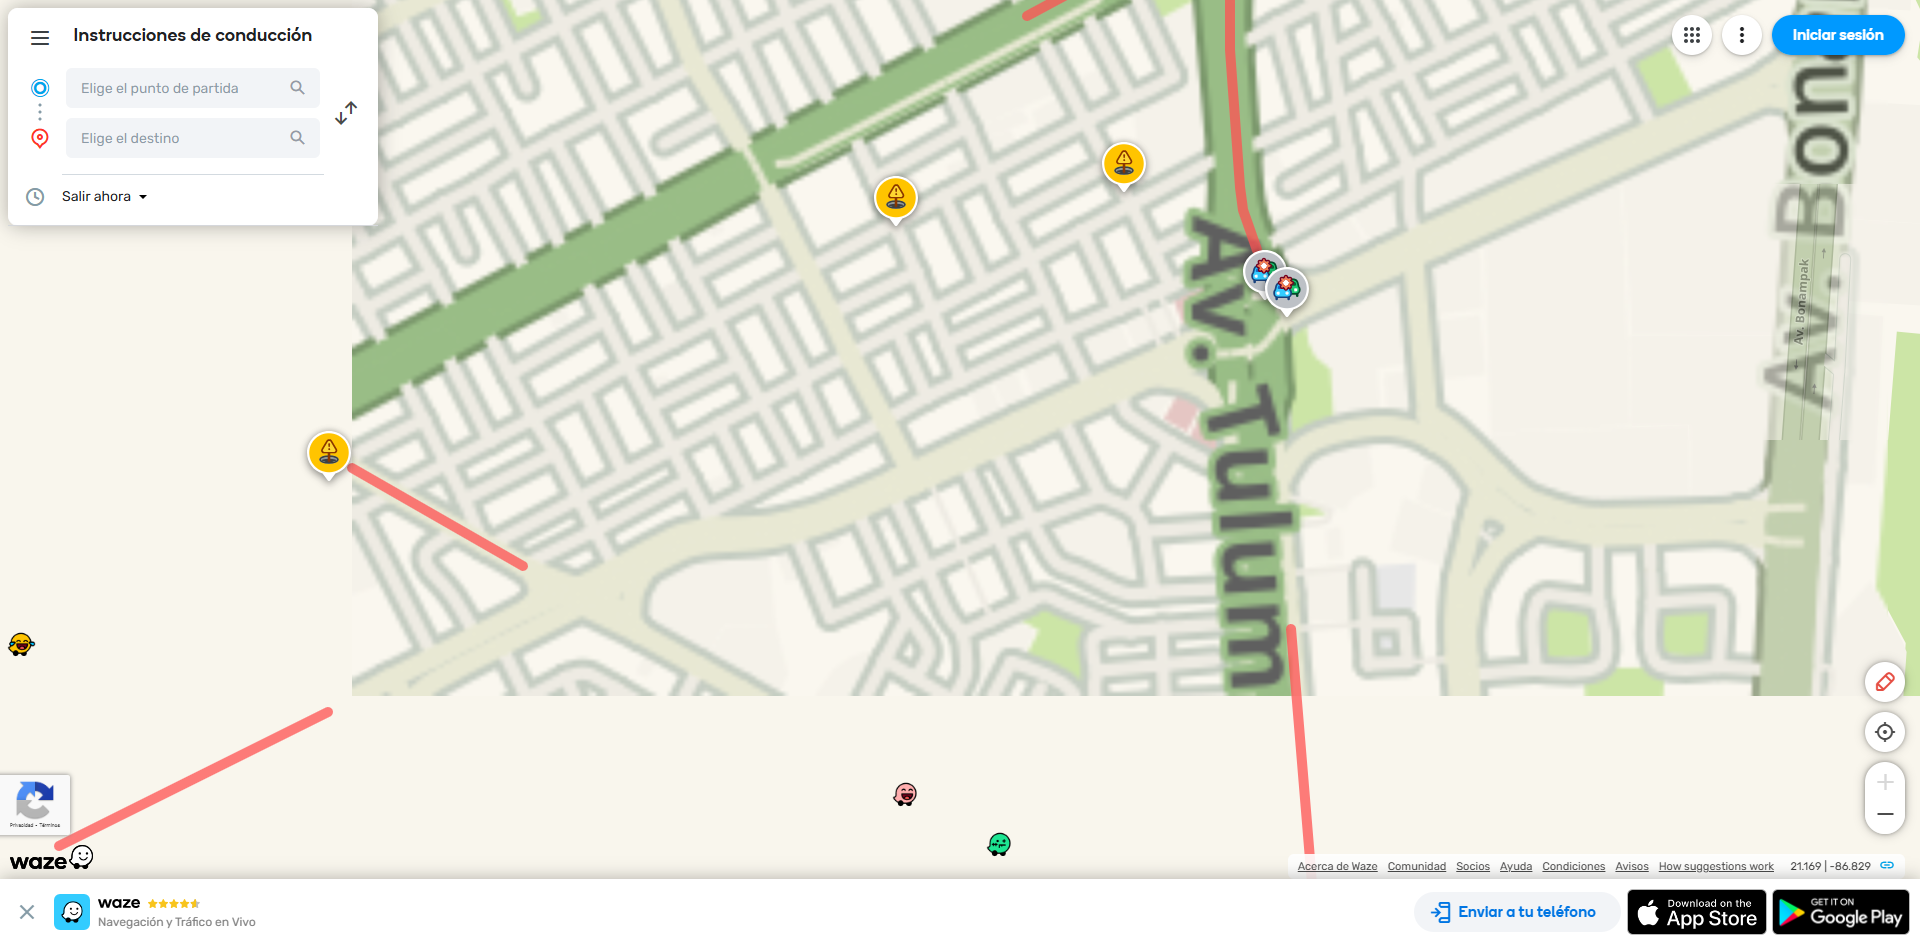 Instrucciones de conducción
Elige el punto de partida
Elige el destino
Salir ahora
Iniciar sesión
Av. Bona
Av. Bonampak
Av. Tulum
Privacidad - Términos
waze
Acerca de Waze Comunidad Socios Ayuda Condiciones Avisos How suggestions work 21.169 | -86.829
waze
Navegación y Tráfico en Vivo
Enviar a tu teléfono
Download on the
App Store
GET IT ON
Google Play